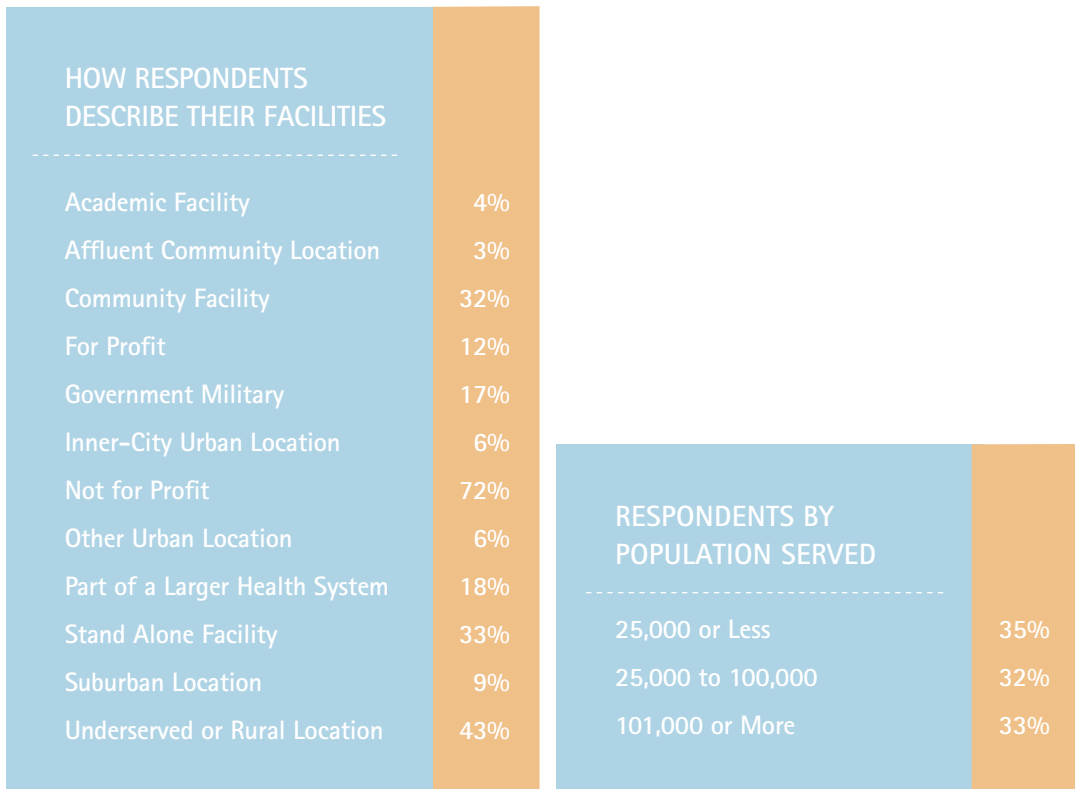 HOW RESPONDENTS
DESCRIBE THEIR FACILITIES
Academic Facility 4%
Affluent Community Location 3%
Community Facility 32%
For Profit 12%
Government Military 17%
Inner-City Urban Location 6%
Not for Profit 72%
Other Urban Location 6%
Part of a Larger Health System 18%
Stand Alone Facility 33%
Suburban Location 9%
Underserved or Rural Location 43%
RESPONDENTS BY
POPULATION SERVED
25,000 or Less 35%
25,000 to 100,000 32%
101,000 or More 33%